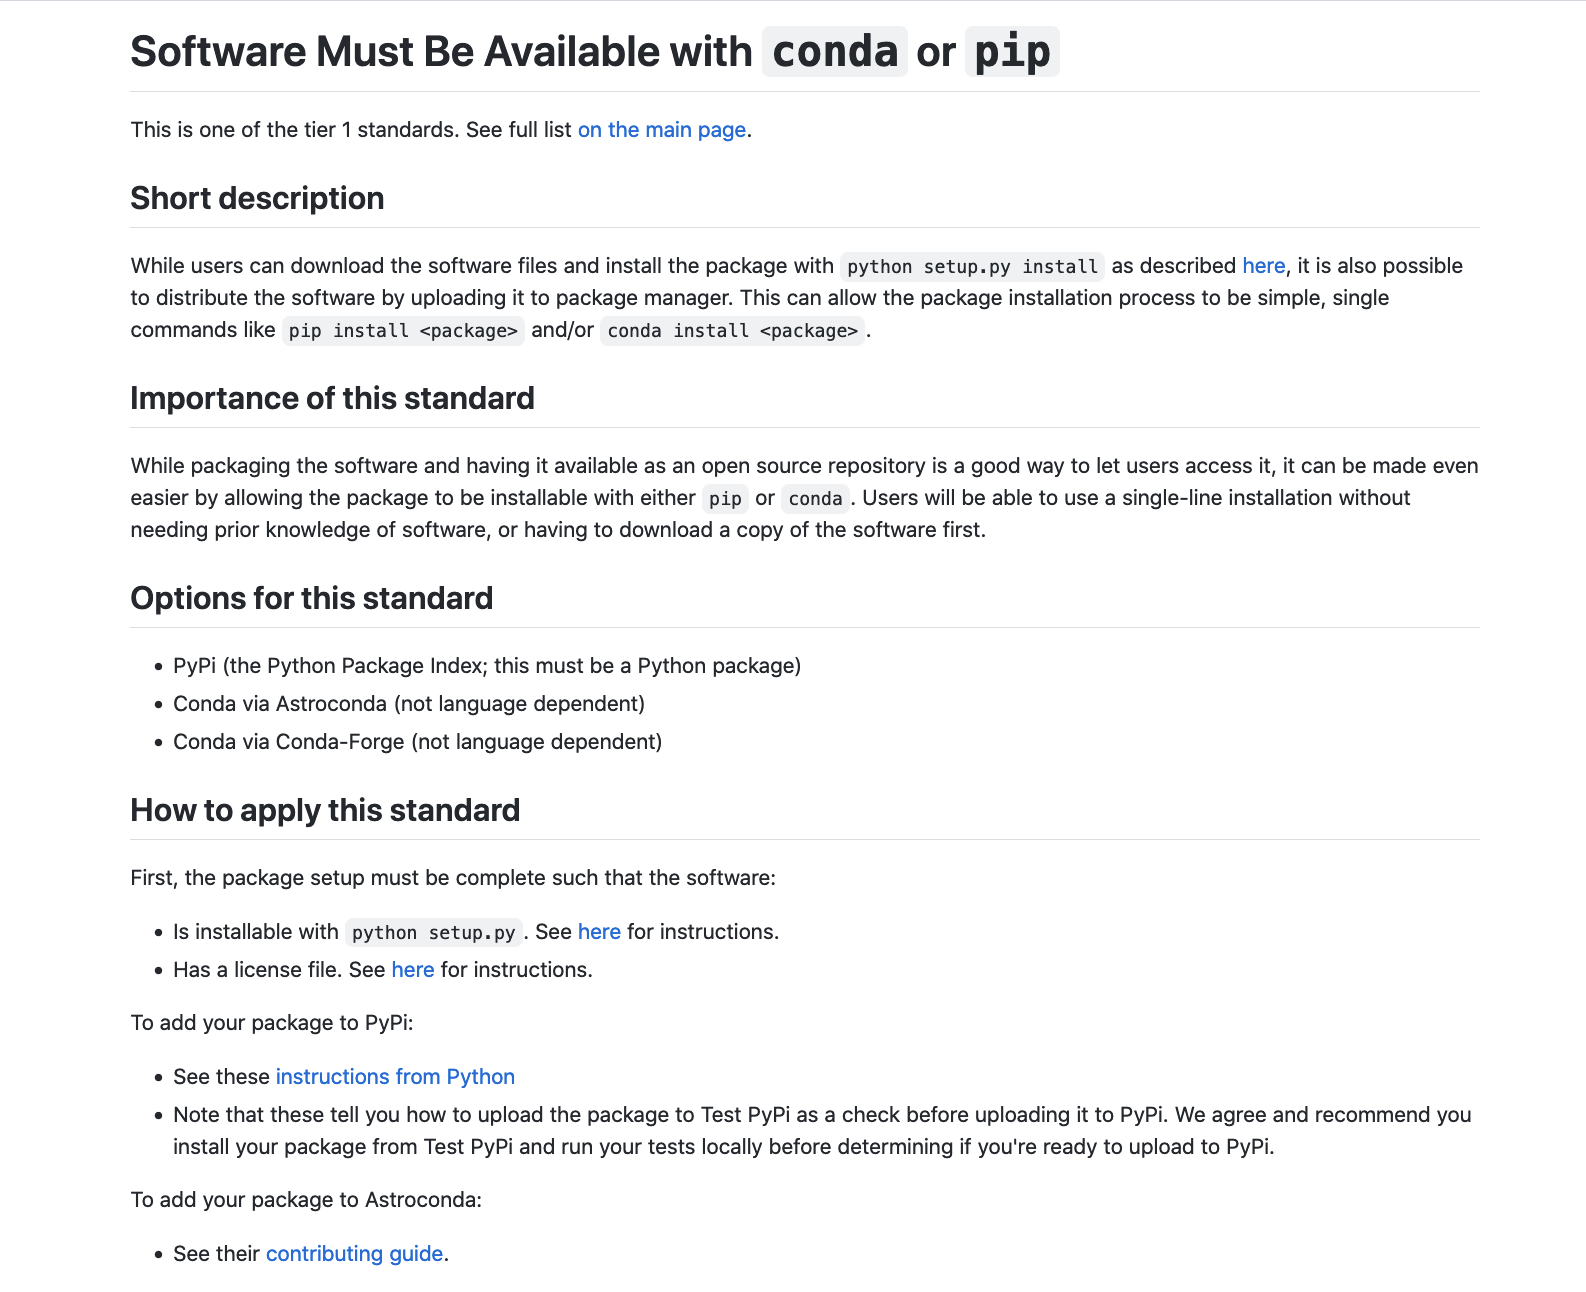 Software Must Be Available with conda or pip
This is one of the tier 1 standards. See full list on the main page.
Short description
While users can download the software files and install the package with python setup.py install as described here, it is also possible
to distribute the software by uploading it to package manager. This can allow the package installation process to be simple, single
commands like pip install <package> and/or conda install <package>.
Importance of this standard
While packaging the software and having it available as an open source repository is a good way to let users access it, it can be made even
easier by allowing the package to be installable with either pip or conda. Users will be able to use a single-line installation without
needing prior knowledge of software, or having to download a copy of the software first.
Options for this standard
• PyPi (the Python Package Index; this must be a Python package)
• Conda via Astroconda (not language dependent)
• Conda via Conda-Forge (not language dependent)
How to apply this standard
First, the package setup must be complete such that the software:
• Is installable with python setup.py. See here for instructions.
• Has a license file. See here for instructions.
To add your package to PyPi:
• See these instructions from Python
• Note that these tell you how to upload the package to Test PyPi as a check before uploading it to PyPi. We agree and recommend you
install your package from Test PyPi and run your tests locally before determining if you're ready to upload to PyPi.
To add your package to Astroconda:
• See their contributing guide.